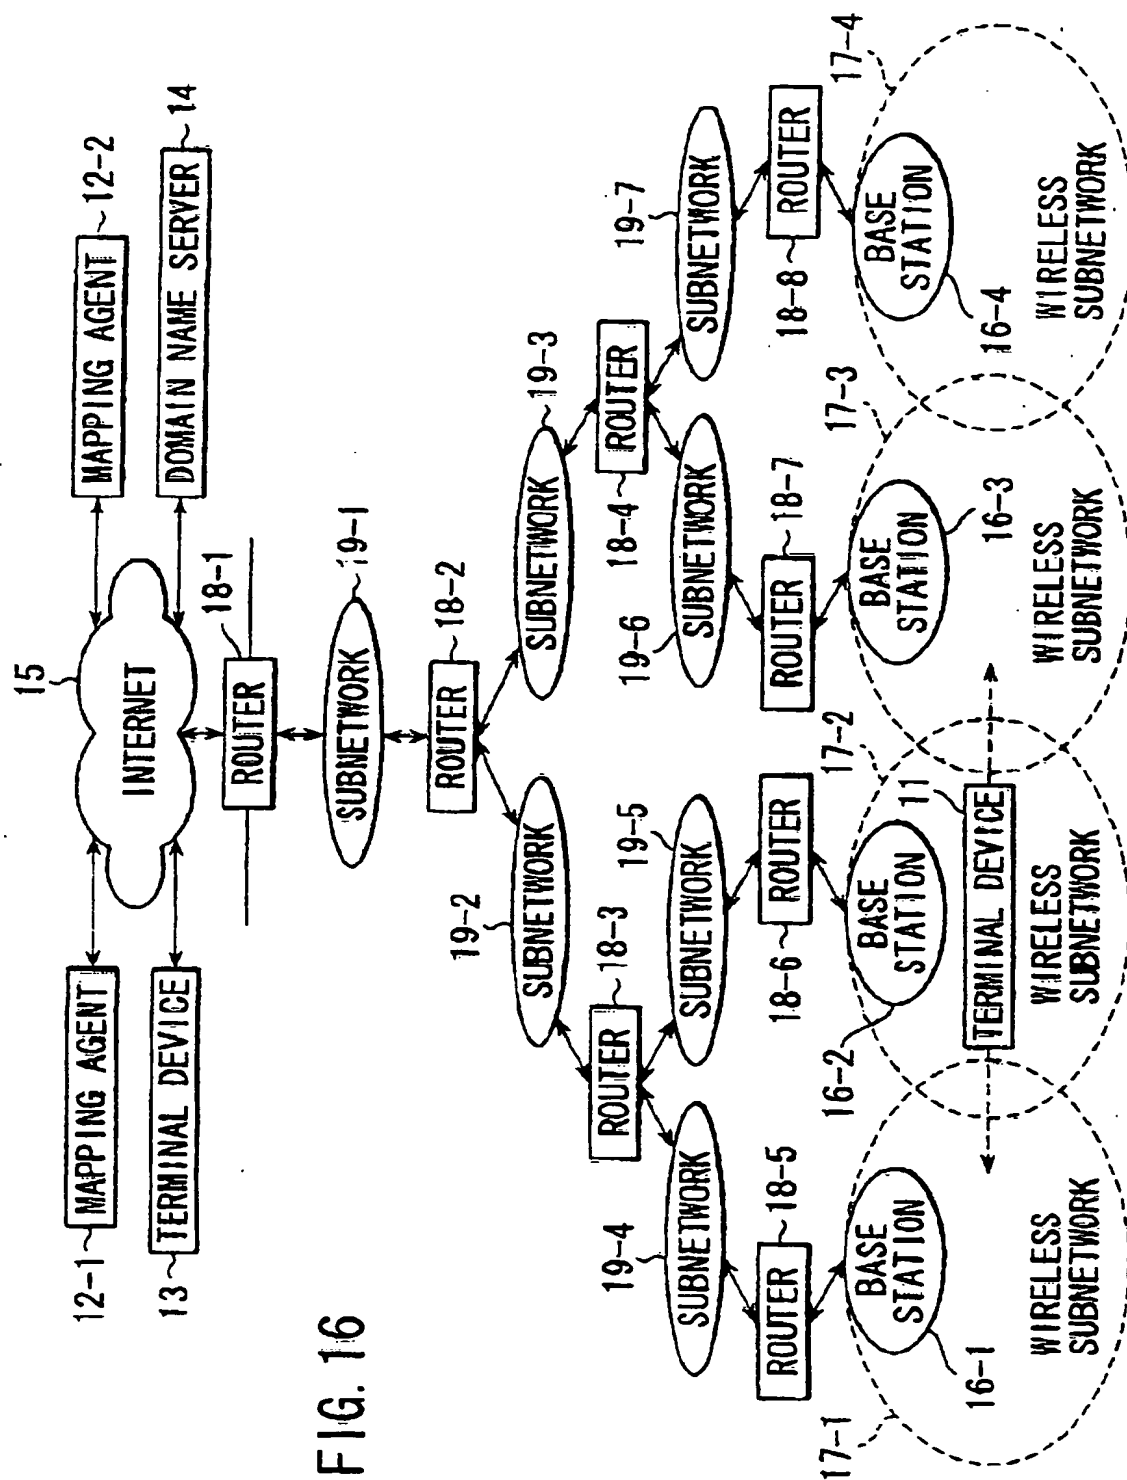 FIG. 16
15
INTERNET
12-1
MAPPING AGENT
MAPPING AGENT
12-2
13
TERMINAL DEVICE
DOMAIN NAME SERVER
14
ROUTER
18-1
SUBNETWORK
19-1
ROUTER
18-2
19-2
SUBNETWORK
SUBNETWORK
19-3
ROUTER
18-3
ROUTER
18-4
19-4
SUBNETWORK
SUBNETWORK
19-5
19-6
SUBNETWORK
SUBNETWORK
19-7
ROUTER
18-5
18-6
ROUTER
ROUTER
18-7
18-8
ROUTER
17-1
BASE
STATION
16-1
WIRELESS
SUBNETWORK
17-2
BASE
STATION
16-2
TERMINAL DEVICE
11
WIRELESS
SUBNETWORK
17-3
BASE
STATION
16-3
WIRELESS
SUBNETWORK
17-4
BASE
STATION
16-4
WIRELESS
SUBNETWORK